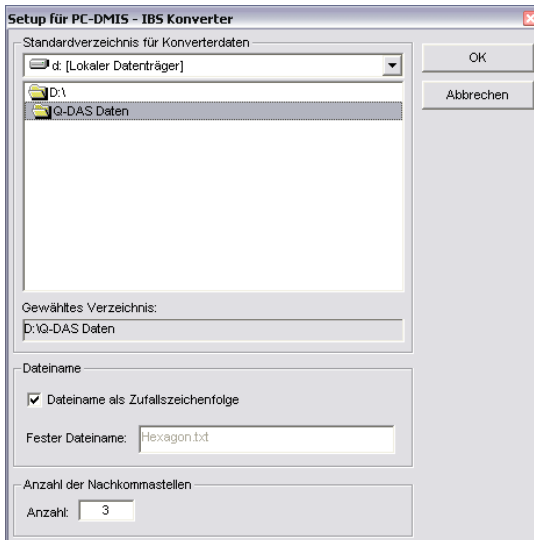 Setup für PC-DMIS - IBS Konverter
Standardverzeichnis für Konverterdaten
d: [Lokaler Datenträger]
D:\
Q-DAS Daten
Gewähltes Verzeichnis:
D:\Q-DAS Daten
Dateiname
Dateiname als Zufallszeichenfolge
Fester Dateiname: Hexagon.txt
Anzahl der Nachkommastellen
Anzahl: 3
OK
Abbrechen